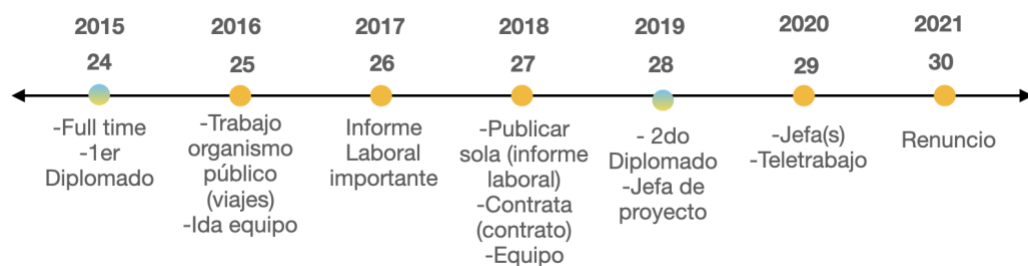 2015 2016 2017 2018 2019 2020 2021
24 25 26 27 28 29 30
-Full time
-1er
Diplomado
-Trabajo
organismo
público
(viajes)
-Ida equipo
Informe
Laboral
importante
-Publicar
sola (informe
laboral)
-Contrata
(contrato)
-Equipo
- 2do
Diplomado
-Jefa de
proyecto
-Jefa(s)
-Teletrabajo
Renuncio